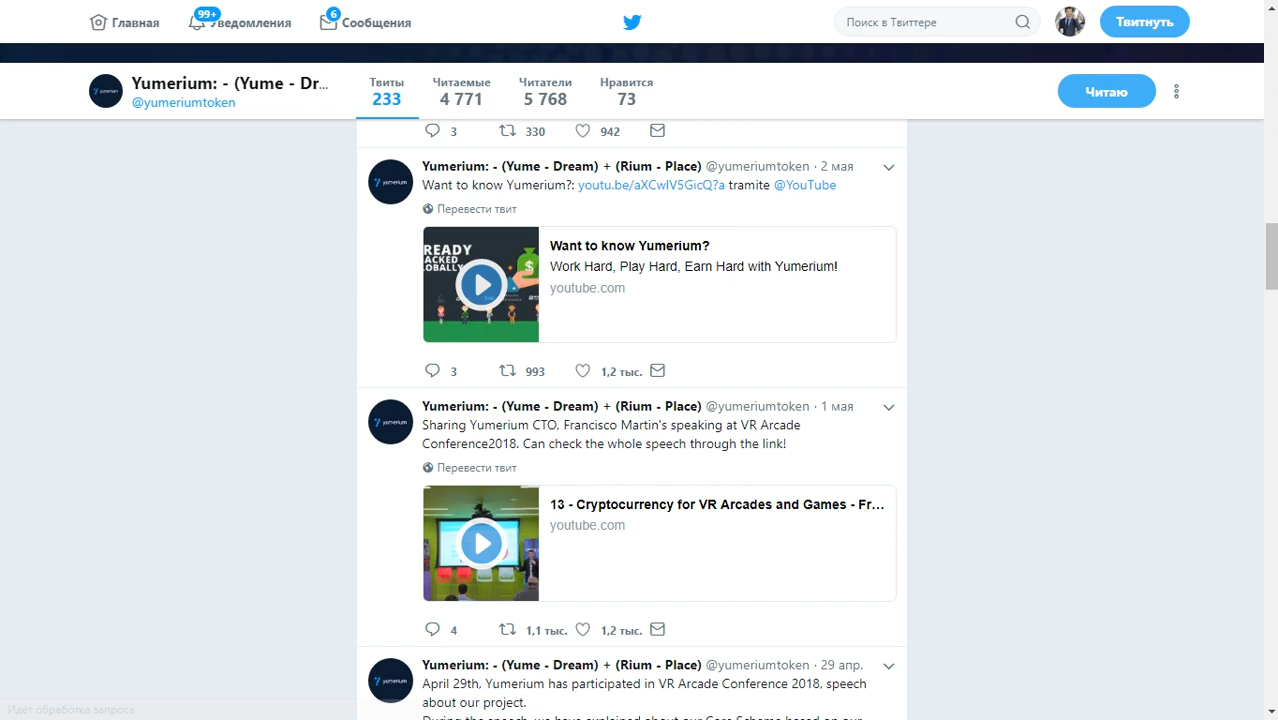 Главная
99+
Уведомления
6
Сообщения
Поиск в Твиттере
Твитнуть
Yumerium: - (Yume - Dr...
@yumeriumtoken
Твиты
233
Читаемые
4 771
Читатели
5 768
Нравится
73
Читаю
3 330 942
Yumerium: - (Yume - Dream) + (Rium - Place) @yumeriumtoken · 2 мая
yumerium
Want to know Yumerium?: youtu.be/aXCwIV5GicQ?a tramite @YouTube
Перевести твит
READY
ACKED
LOBALLY
$
Want to know Yumerium?
Work Hard, Play Hard, Earn Hard with Yumerium!
youtube.com
3 993 1,2 тыс.
Yumerium: - (Yume - Dream) + (Rium - Place) @yumeriumtoken · 1 мая
yumerium
Sharing Yumerium CTO, Francisco Martin's speaking at VR Arcade
Conference2018. Can check the whole speech through the link!
Перевести твит
13 - Cryptocurrency for VR Arcades and Games - Fr...
youtube.com
4 1,1 тыс. 1,2 тыс.
Yumerium: - (Yume - Dream) + (Rium - Place) @yumeriumtoken · 29 апр.
yumerium
April 29th, Yumerium has participated in VR Arcade Conference 2018, speech
about our project.
During the speech, we have explained about our Core Scheme based on our
Идёт обработка запроса